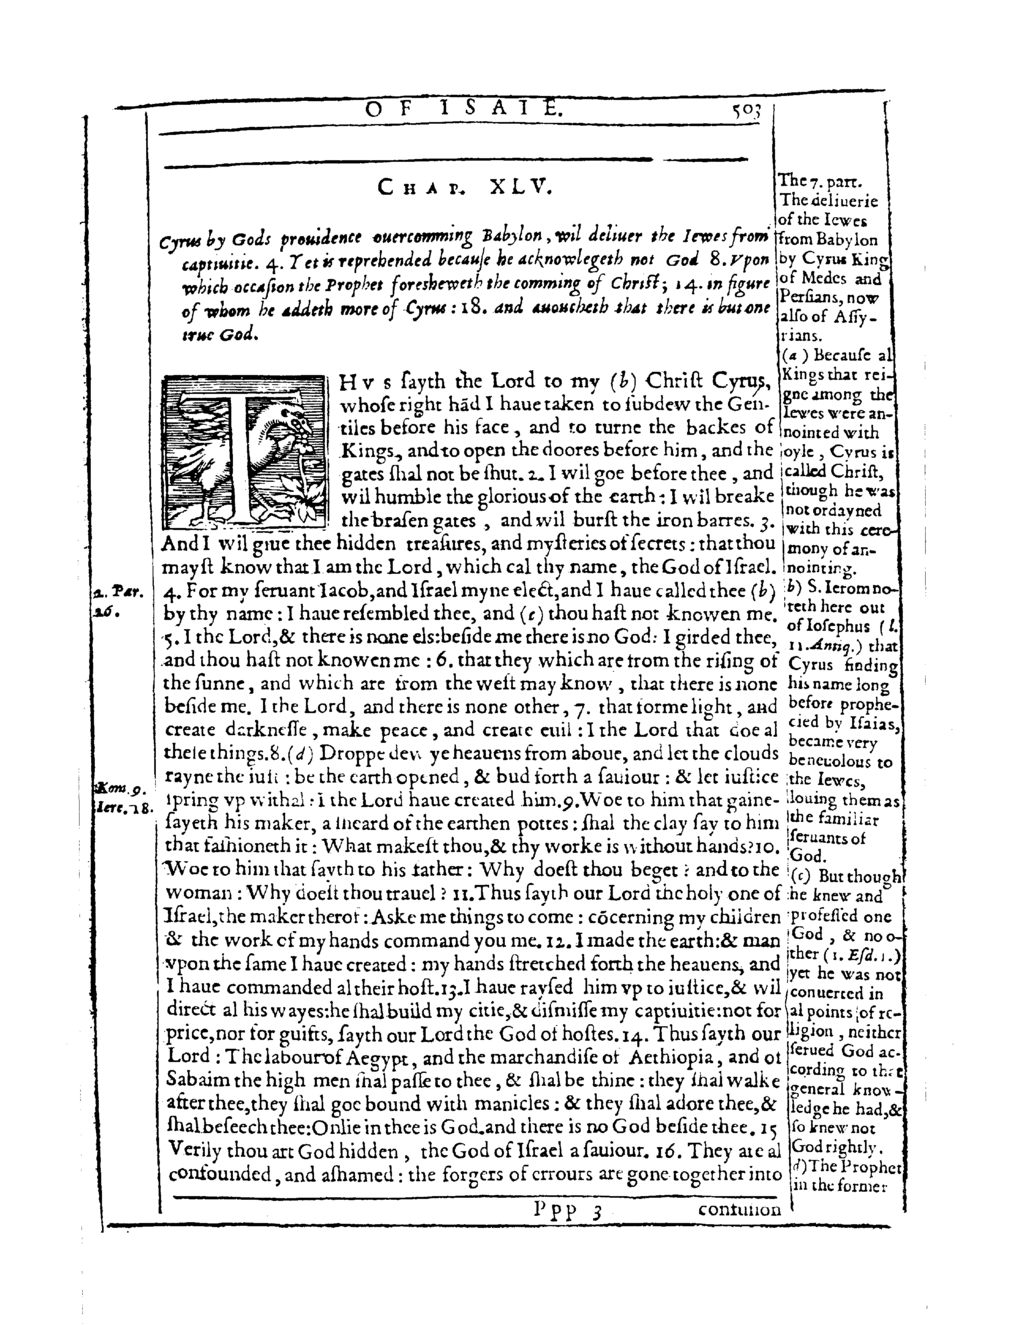 OF ISAIE. 503
CHAP. XLV.
Cyrus by Gods prouidence ouercomming Babylon, wil deliuer the Iewes from
captiuitie. 4. Yet is reprehended because he acknowlegeth not God 8. Vpon
which occasion the Prophet foresheweth the comming of Christ; 14. in figure
of whom he addeth more of Cyrus: 18. and auoucheth that there is but one
true God.
THVS sayth the Lord to my (b) Christ Cyrus,
whose right hād I haue taken to subdew the Gen-
tiles before his face, and to turne the backes of
Kings, and to open the doores before him, and the
gates shal not be shut. 2. I wil goe before thee, and
wil humble the glorious of the earth: I wil breake
the brasen gates, and wil burst the iron barres. 3.
And I wil giue thee hidden treasures, and mysteries of secrets: that thou
mayst know that I am the Lord, which cal thy name, the God of Israel.
4. For my seruant Iacob, and Israel myne elect, and I haue called thee (b)
by thy name: I haue resembled thee, and (c) thou hast not knowen me.
5. I the Lord, & there is none els: beside me there is no God: I girded thee,
and thou hast not knowen me: 6. that they which are from the rising of
the sunne, and which are from the west may know, that there is none
beside me. I the Lord, and there is none other, 7. that forme light, and
create darknesse, make peace, and create euil: I the Lord that doe al
these things. 8. (d) Droppe dew ye heauens from aboue, and let the clouds
rayne the iust: be the earth opened, & bud forth a sauiour: & let iustice
spring vp withal: i the Lord haue created him. 9. Woe to him that gaine-
sayeth his maker, a sheard of the earthen pottes: shal the clay say to him
that fashioneth it: What makest thou, & thy worke is without hands? 10.
Woe to him that sayth to his father: Why doest thou beget? and to the
woman: Why doest thou trauel? 11. Thus sayth our Lord the holy one of
Israel, the maker therof: Aske me things to come: cōcerning my children
& the work of my hands command you me. 12. I made the earth: & man
vpon the same I haue created: my hands stretched forth the heauens, and
I haue commanded al their host. 13. I haue raysed him vp to iustice, & wil
direct al his wayes: he shal build my citie, & dismisse my captiuitie: not for
price, nor for guifts, sayth our Lord the God of hostes. 14. Thus sayth our
Lord: The labour of Aegypt, and the marchandise of Aethiopia, and of
Sabaim the high men shal passe to thee, & shal be thine: they shal walke
after thee, they shal goe bound with manicles: & they shal adore thee, &
shal beseech thee: Onlie in thee is God, and there is no God beside thee. 15
Verily thou art God hidden, the God of Israel a sauiour. 16. They are al
confounded, and ashamed: the forgers of errours are gone together into
Ppp 3 confusion
2. Par.
26.
Rom. 9.
Iere. 18.
The 7. part.
The deliuerie
of the Iewes
from Babylon
by Cyrus King
of Medes and
Persians, now
also of Assy-
rians.
(a) Because al
Kings that rei-
gne among the
Iewes were an-
nointed with
oyle, Cyrus is
called Christ,
though he was
not ordayned
with this cere-
mony of an-
nointing.
b) S. Ierom no-
teth here out
of Iosephus (l.
11. Antiq.) that
Cyrus finding
his name long
before prophe-
cied by Isaias,
became very
beneuolous to
the Iewes,
louing them as
the familiar
seruants of
God.
(c) But though
he knew and
professed one
God, & no o-
ther (1. Esd. 1.)
yet he was not
conuerted in
al points of re-
ligion, neither
serued God ac-
cording to the
general know-
ledge he had, &
so knew not
God rightly.
d) The Prophet
in the former